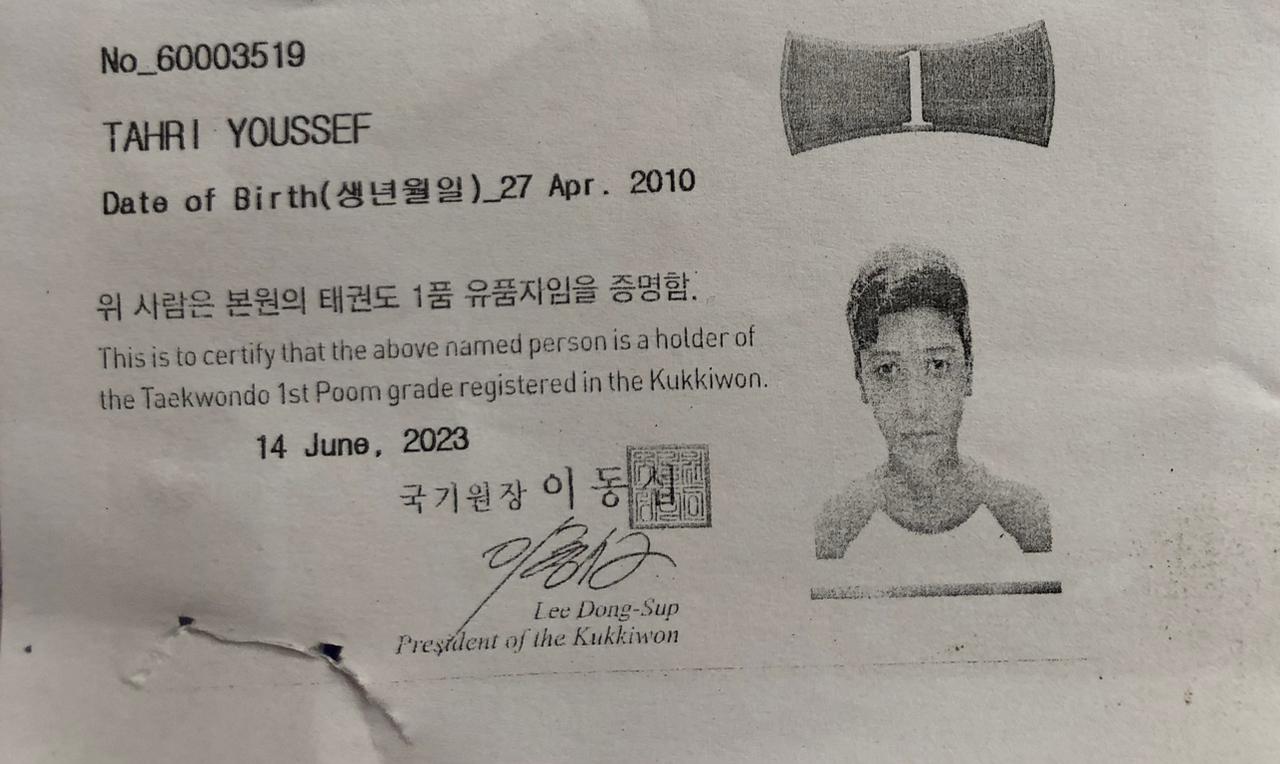 No_60003519
1
TAHRI YOUSSEF
Date of Birth(생년월일)_27 Apr. 2010
위 사람은 본원의 태권도 1품 유품자임을 증명함.
This is to certify that the above named person is a holder of
the Taekwondo 1st Poom grade registered in the Kukkiwon.
14 June, 2023
국기원장 이 동 섭
Lee Dong-Sup
President of the Kukkiwon